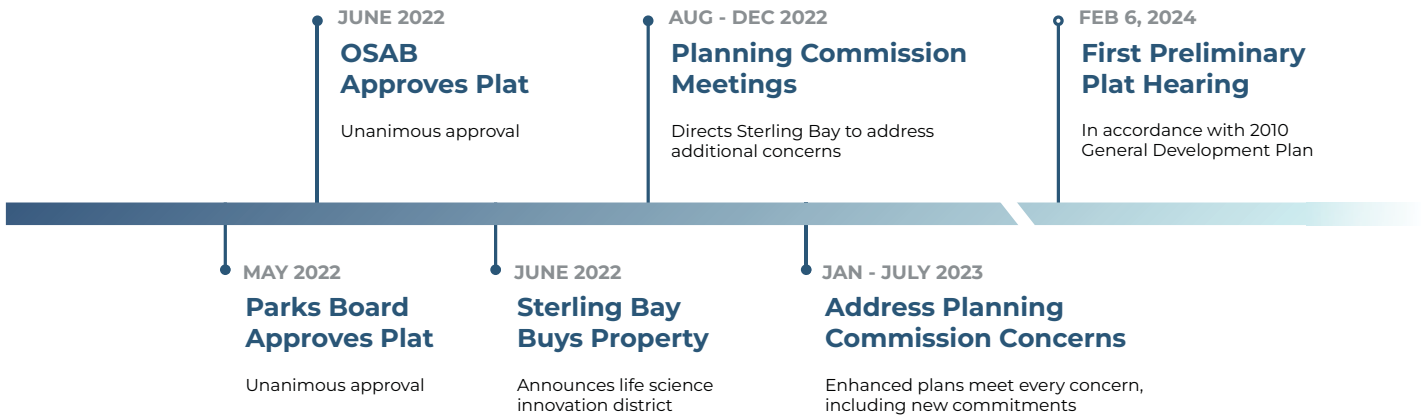 JUNE 2022
OSAB
Approves Plat
Unanimous approval
AUG - DEC 2022
Planning Commission
Meetings
Directs Sterling Bay to address
additional concerns
FEB 6, 2024
First Preliminary
Plat Hearing
In accordance with 2010
General Development Plan
MAY 2022
Parks Board
Approves Plat
Unanimous approval
JUNE 2022
Sterling Bay
Buys Property
Announces life science
innovation district
JAN - JULY 2023
Address Planning
Commission Concerns
Enhanced plans meet every concern,
including new commitments